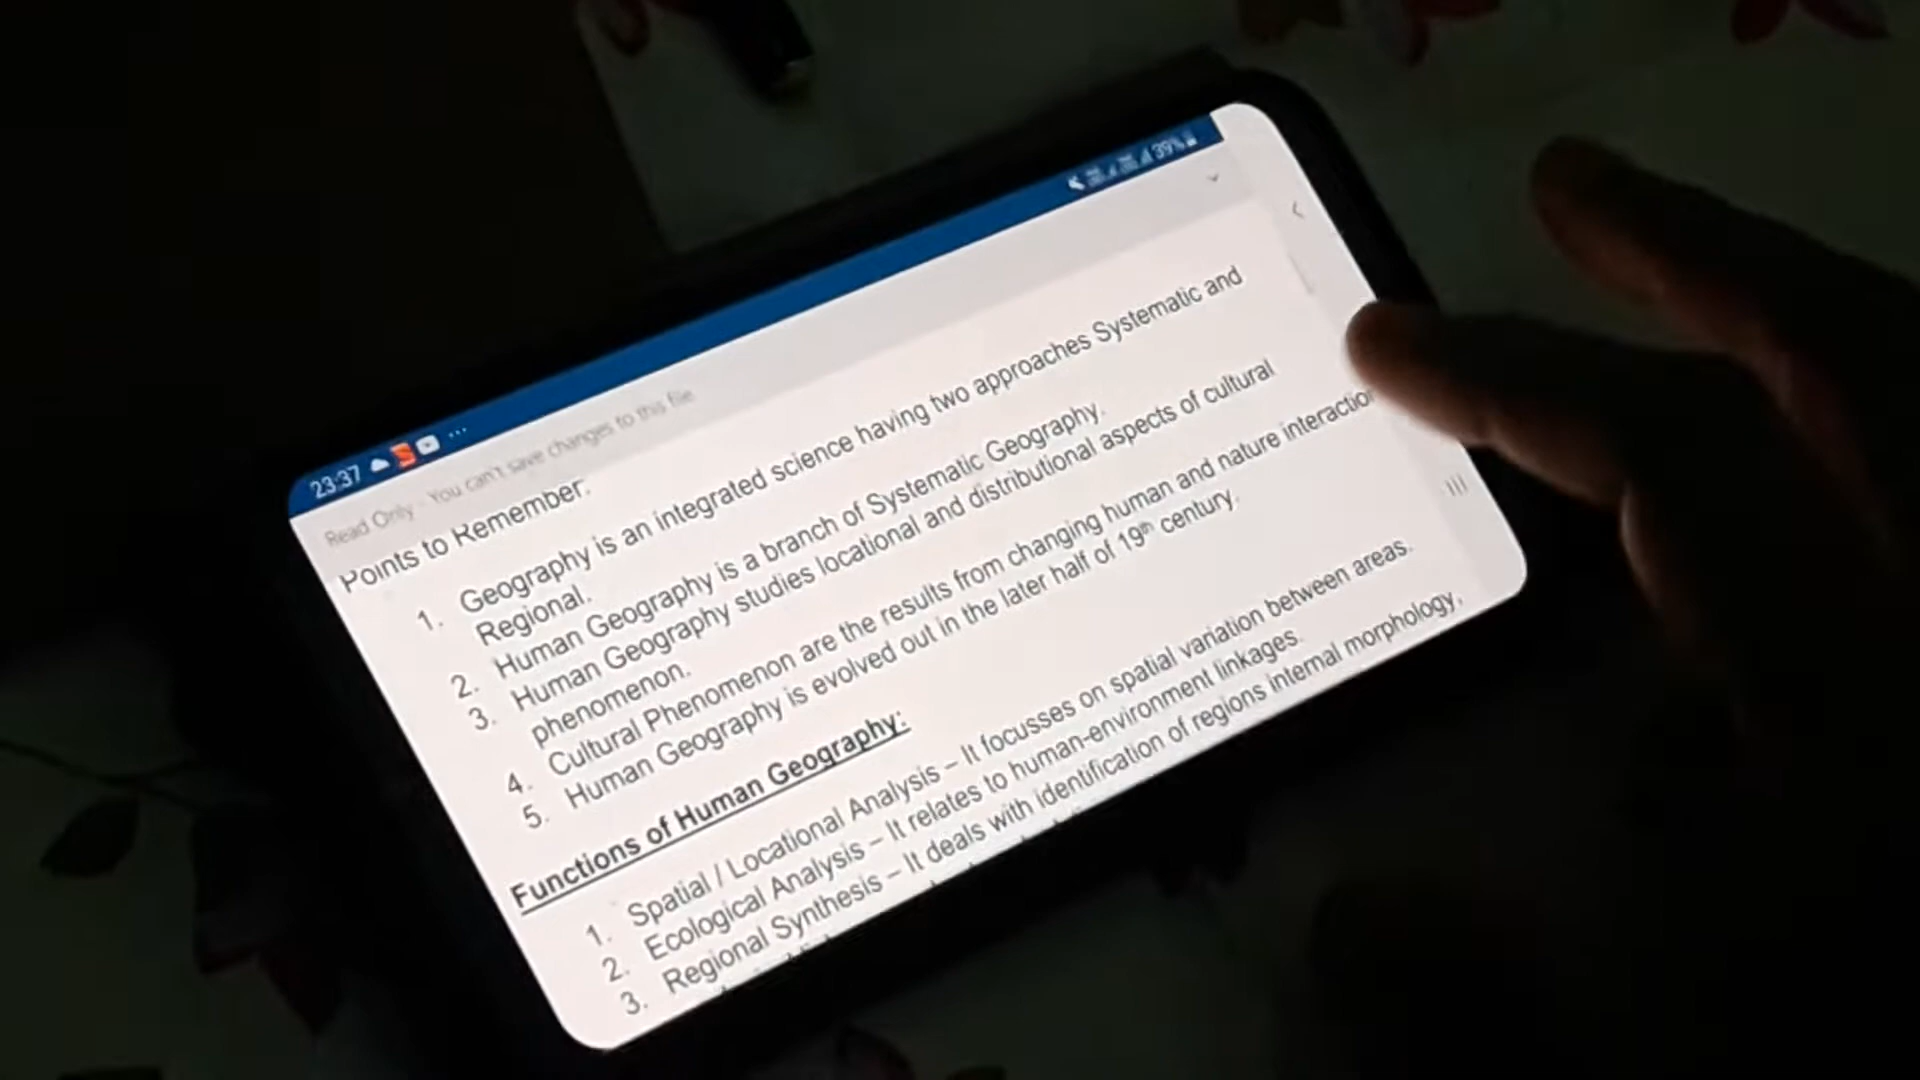 23:37
39%
Read Only - You can't save changes to this file
Points to Remember:
1. Geography is an integrated science having two approaches Systematic and
Regional.
2. Human Geography is a branch of Systematic Geography.
3. Human Geography studies locational and distributional aspects of cultural
phenomenon.
4. Cultural Phenomenon are the results from changing human and nature interaction
5. Human Geography is evolved out in the later half of 19th century.
Functions of Human Geography:
1. Spatial / Locational Analysis – It focusses on spatial variation between areas.
2. Ecological Analysis – It relates to human-environment linkages.
3. Regional Synthesis – It deals with identification of regions internal morphology,